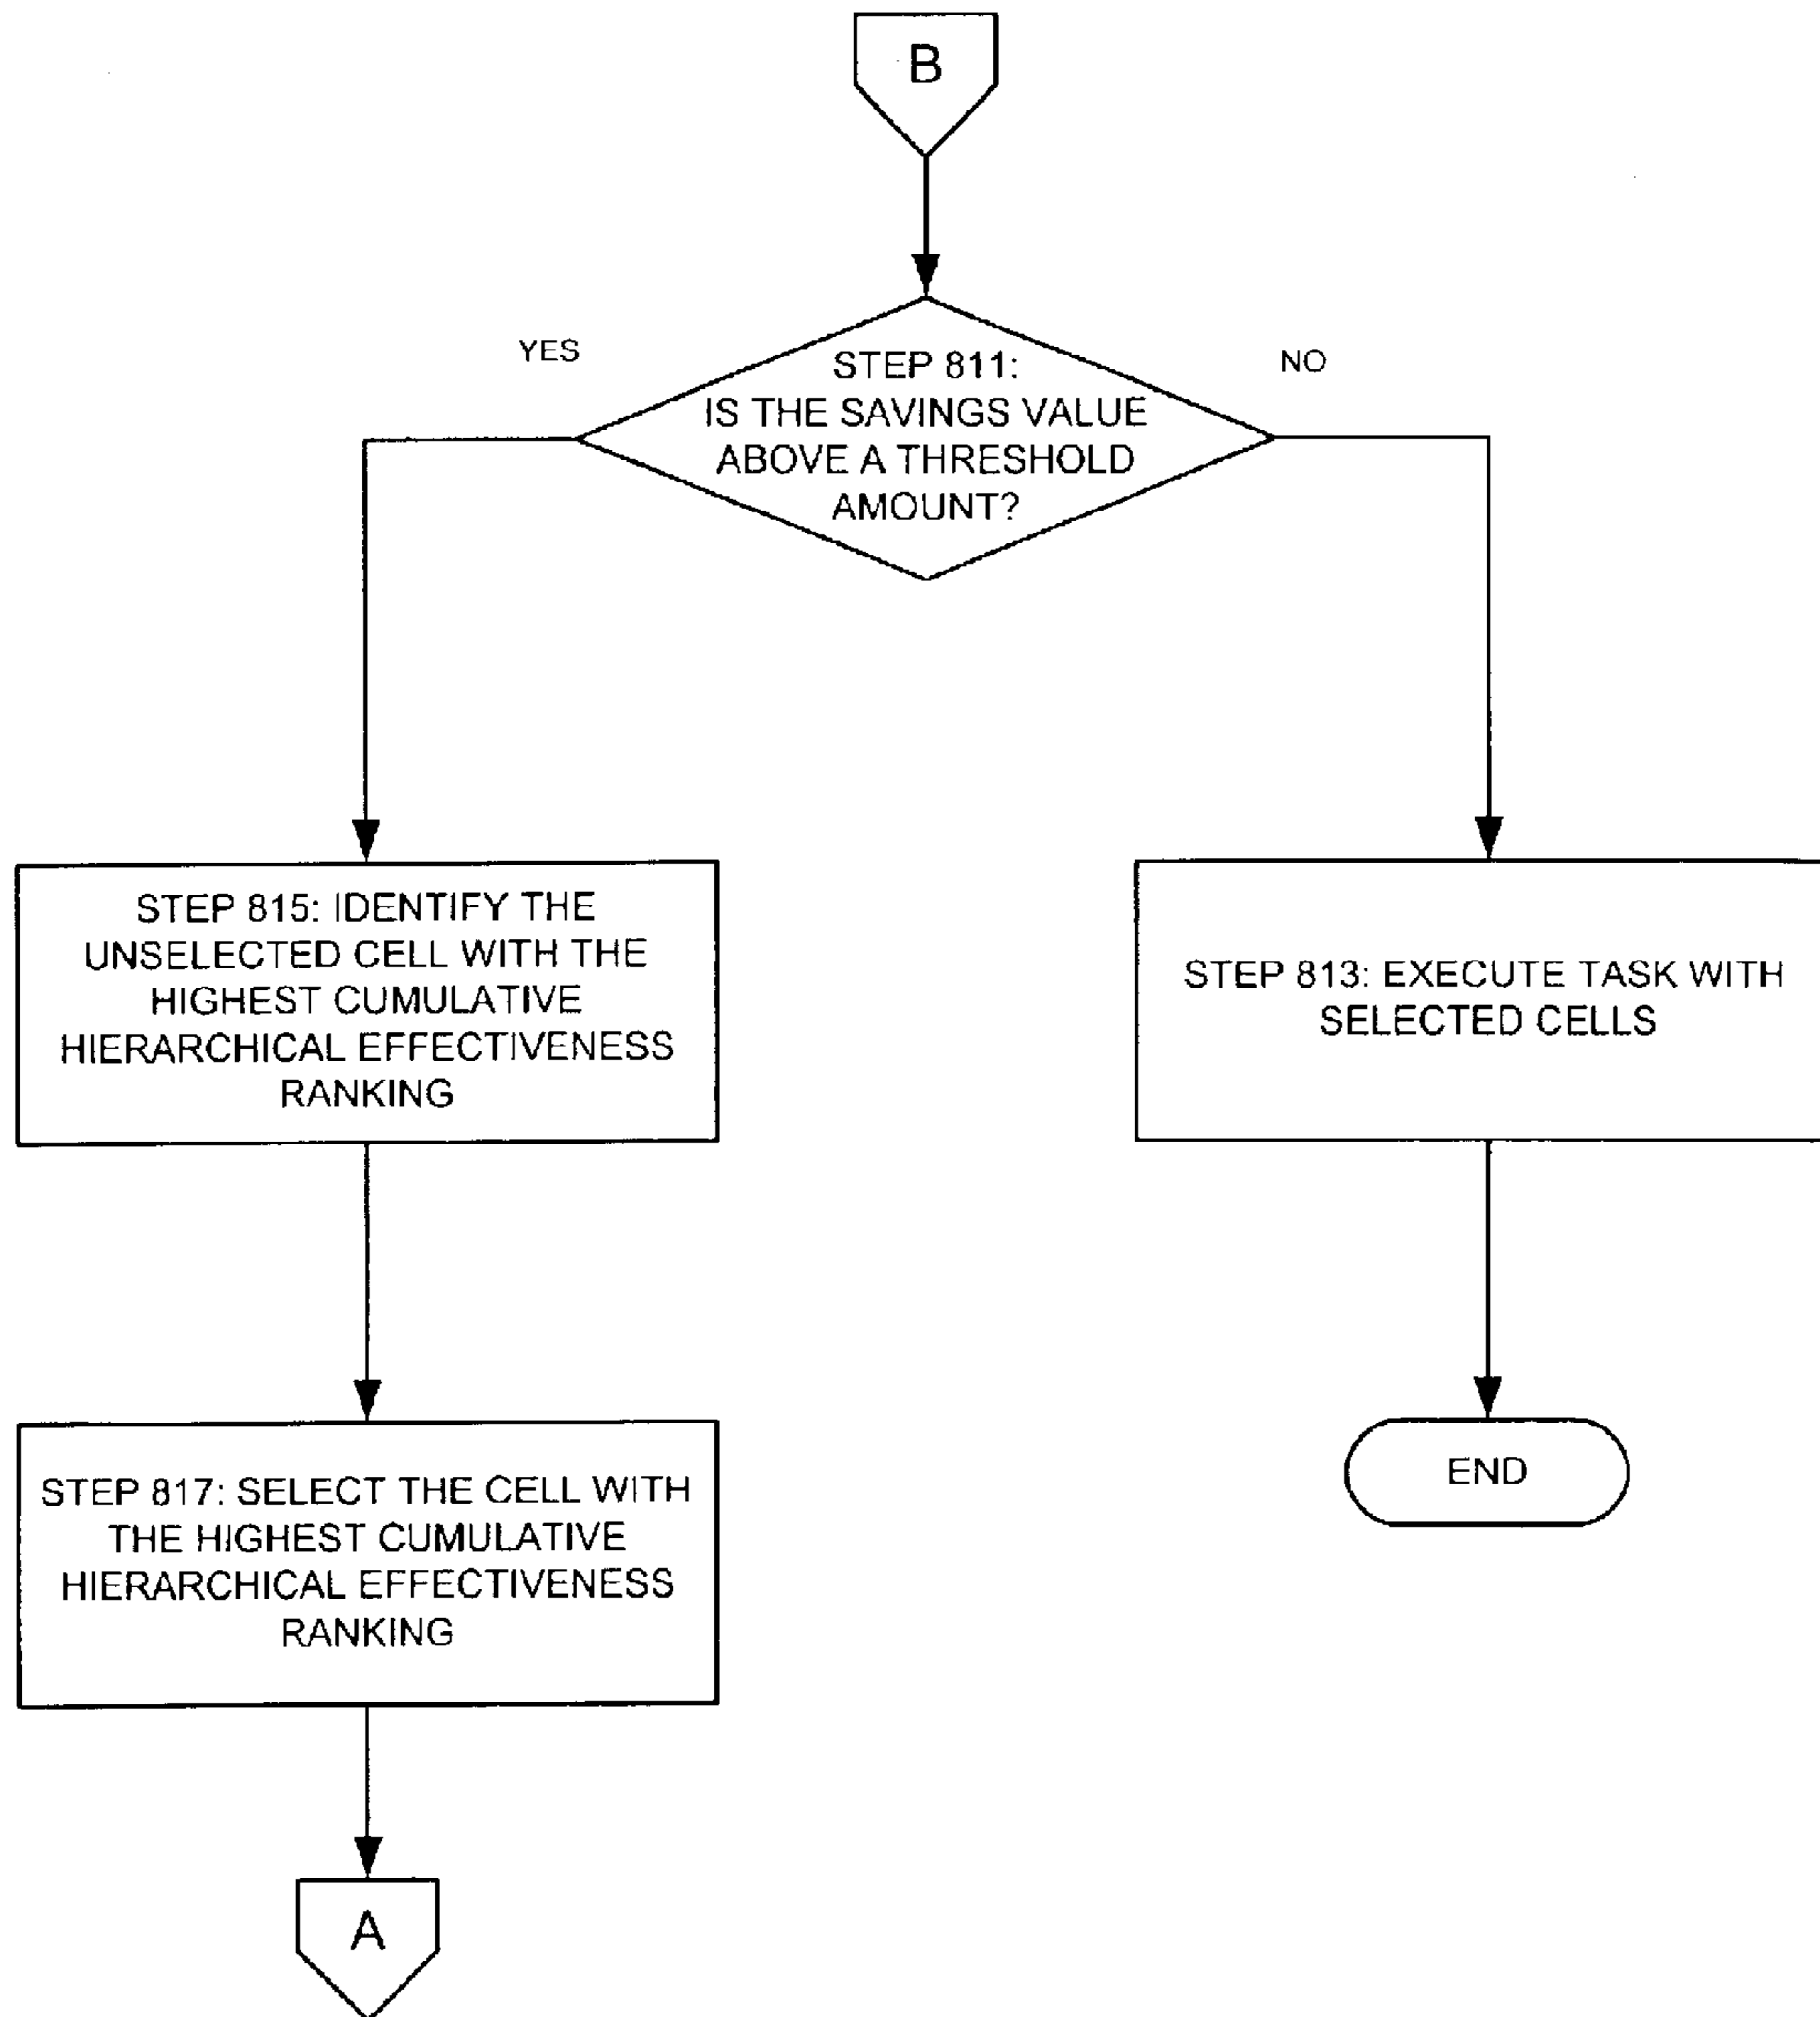 B
YES
NO
STEP 811:
IS THE SAVINGS VALUE
ABOVE A THRESHOLD
AMOUNT?
STEP 815: IDENTIFY THE
UNSELECTED CELL WITH THE
HIGHEST CUMULATIVE
HIERARCHICAL EFFECTIVENESS
RANKING
STEP 813: EXECUTE TASK WITH
SELECTED CELLS
STEP 817: SELECT THE CELL WITH
THE HIGHEST CUMULATIVE
HIERARCHICAL EFFECTIVENESS
RANKING
END
A